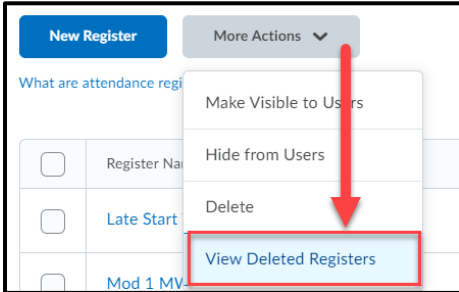 New Register
More Actions
What are attendance regi
Make Visible to Users
Register Na
Hide from Users
Late Start
Delete
View Deleted Registers
Mod 1 MW